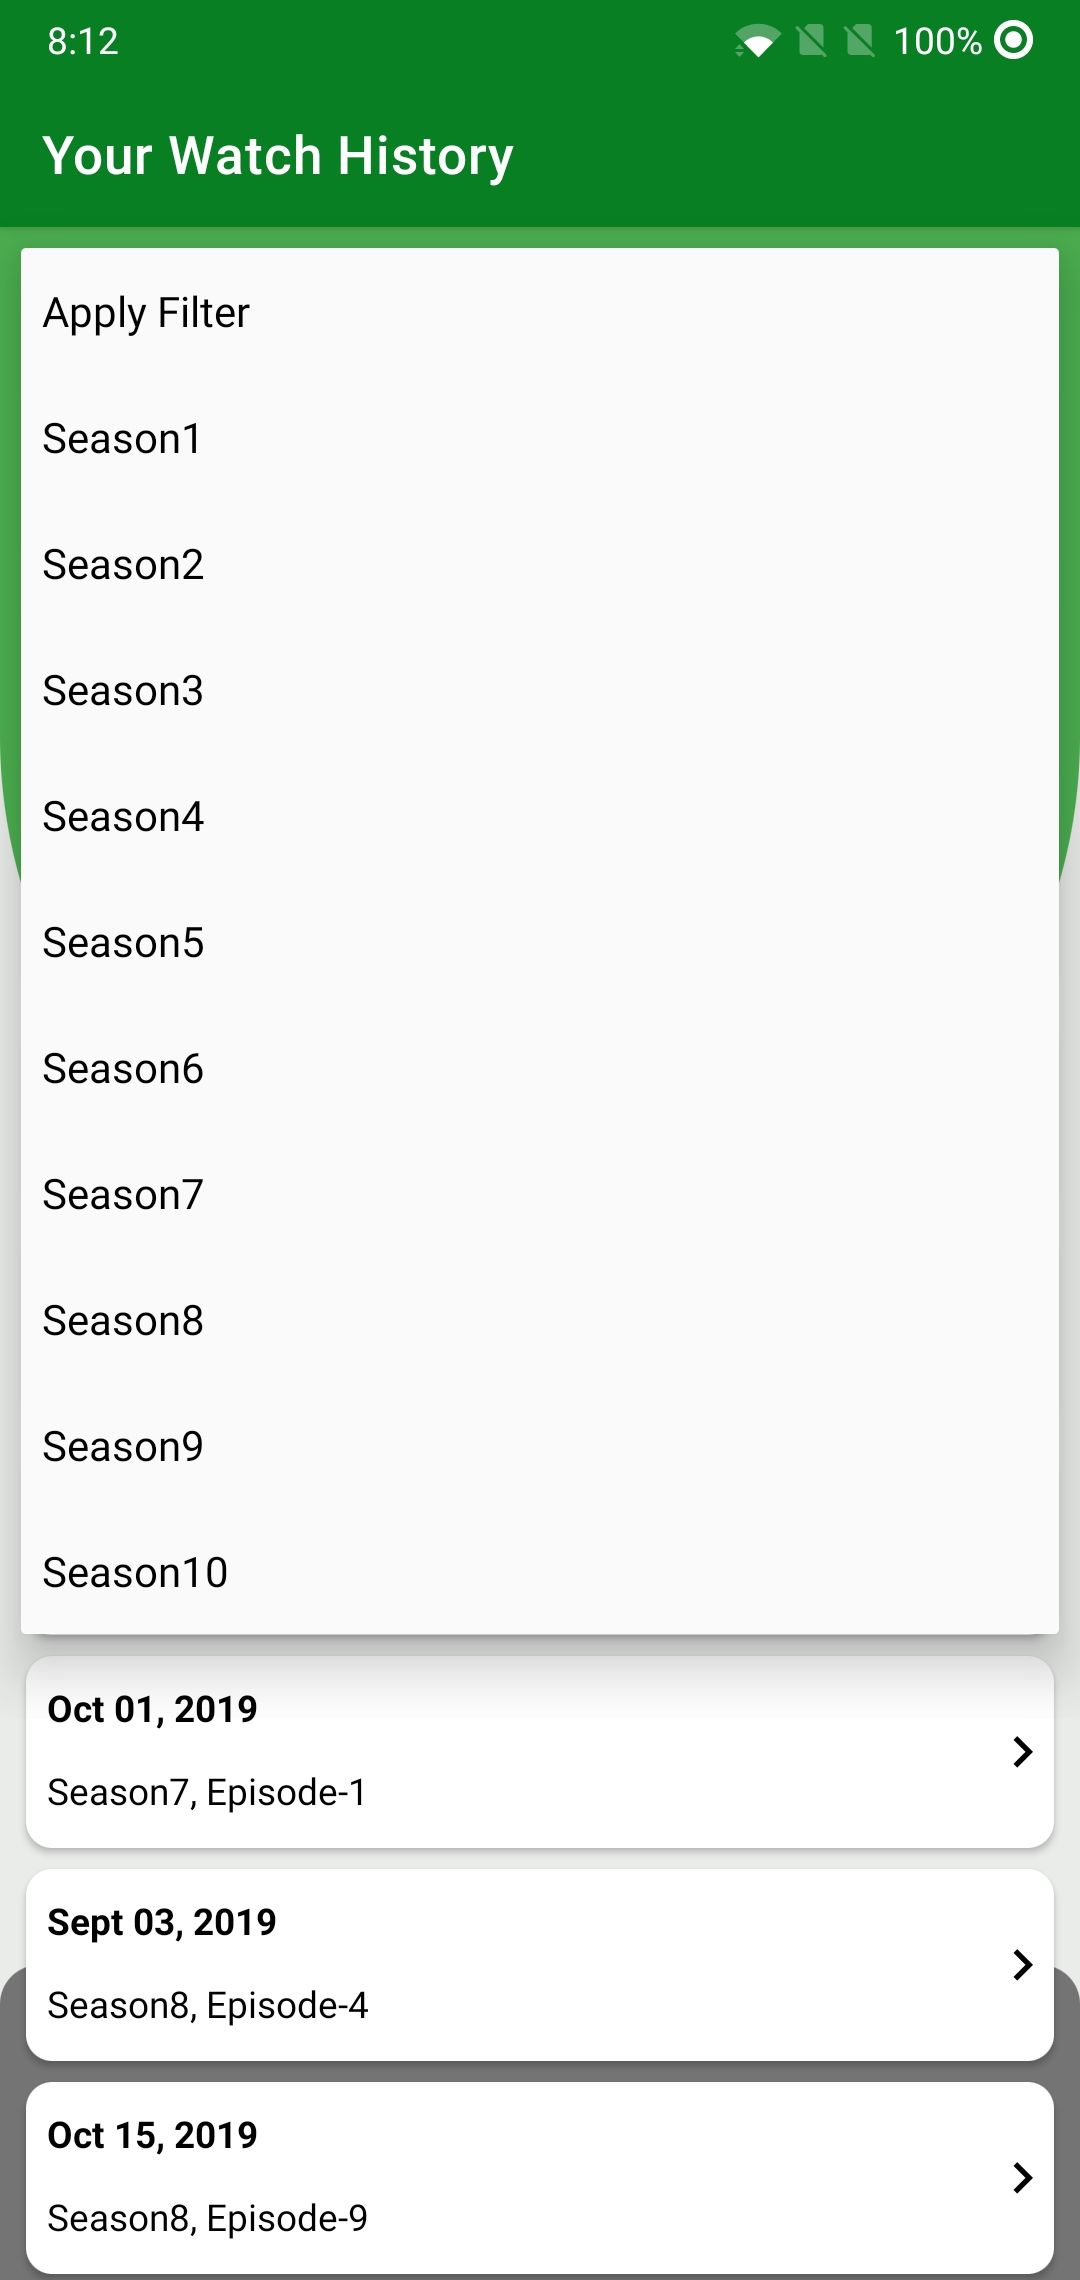 8:12
100%
Your Watch History
Apply Filter
Season1
Season2
Season3
Season4
Season5
Season6
Season7
Season8
Season9
Season10
Oct 01, 2019
Season7, Episode-1
Sept 03, 2019
Season8, Episode-4
Oct 15, 2019
Season8, Episode-9